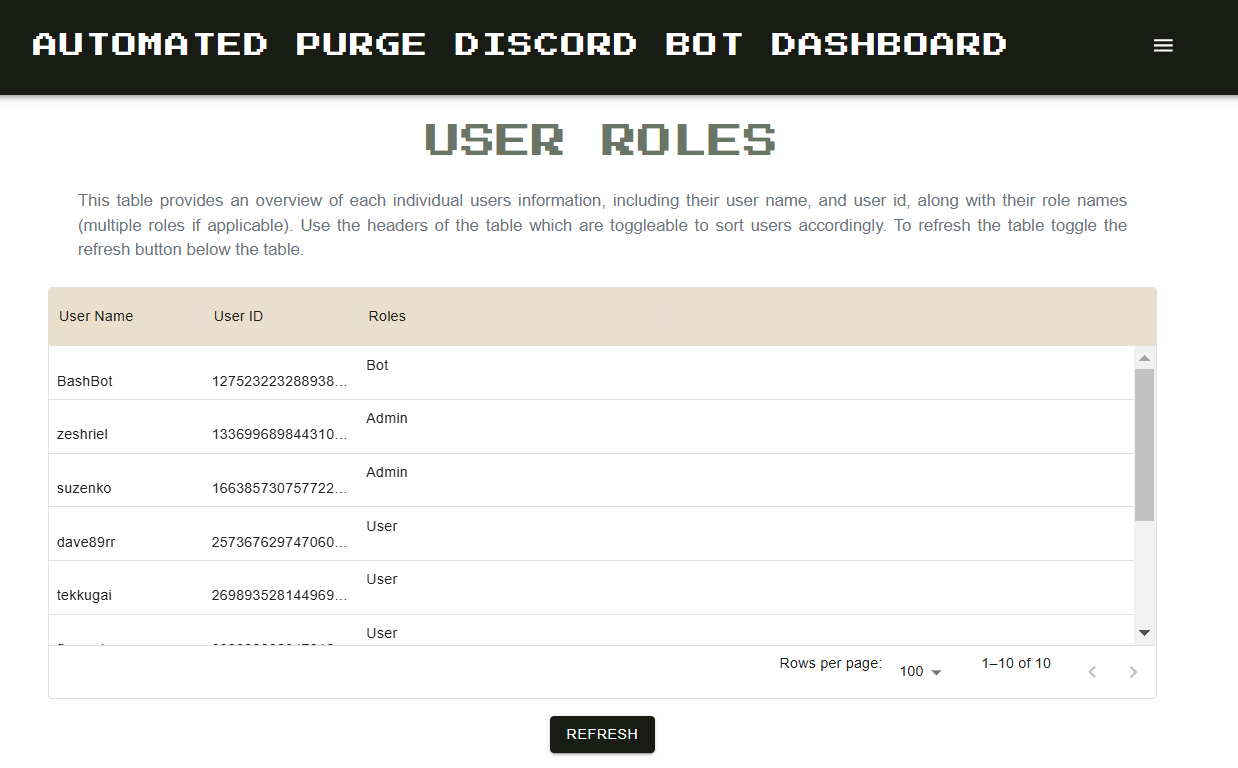 AUTOMATED PURGE DISCORD BOT DASHBOARD
USER ROLES
This table provides an overview of each individual users information, including their user name, and user id, along with their role names
(multiple roles if applicable). Use the headers of the table which are toggleable to sort users accordingly. To refresh the table toggle the
refresh button below the table.
User Name User ID Roles
BashBot 127523223288938... Bot
zeshriel 133699689844310... Admin
suzenko 166385730757722... Admin
dave89rr 257367629747060... User
tekkugai 269893528144969... User
User
Rows per page: 100 1–10 of 10
REFRESH